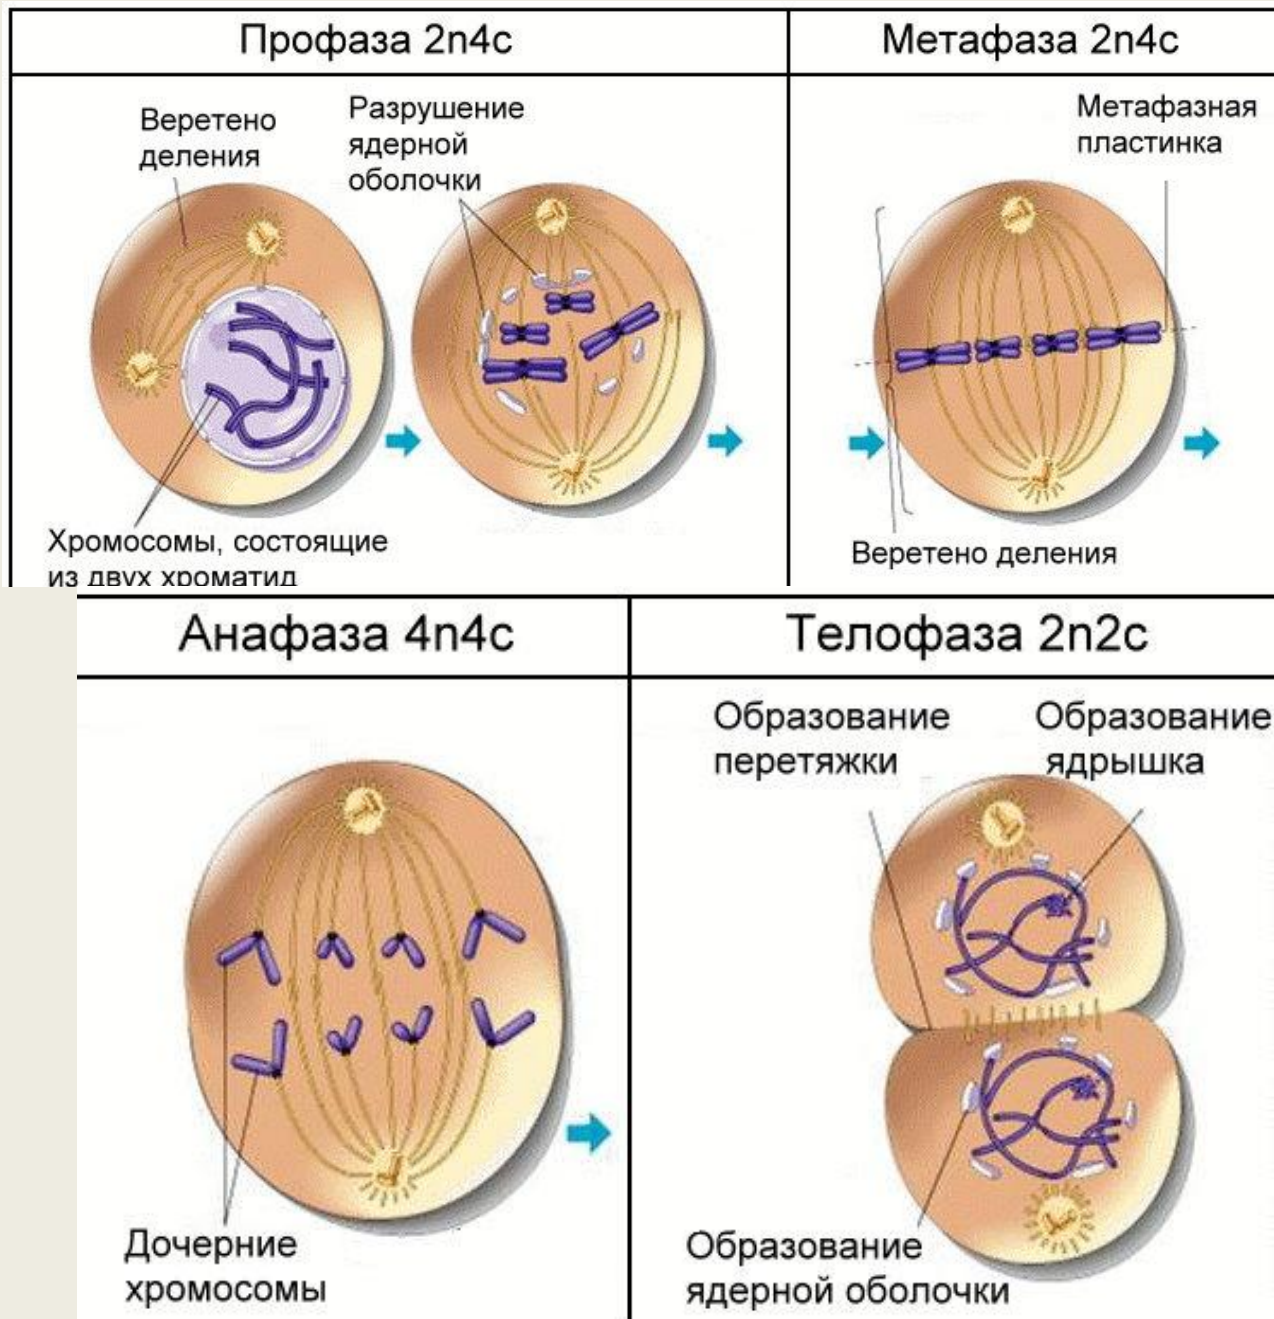 Профаза 2n4c
Метафаза 2n4c
Веретено
деления
Разрушение
ядерной
оболочки
Метафазная
пластинка
Хромосомы, состоящие
из двух хроматид
Веретено деления
Анафаза 4n4c
Телофаза 2n2c
Образование
перетяжки
Образование
ядрышка
Дочерние
хромосомы
Образование
ядерной оболочки